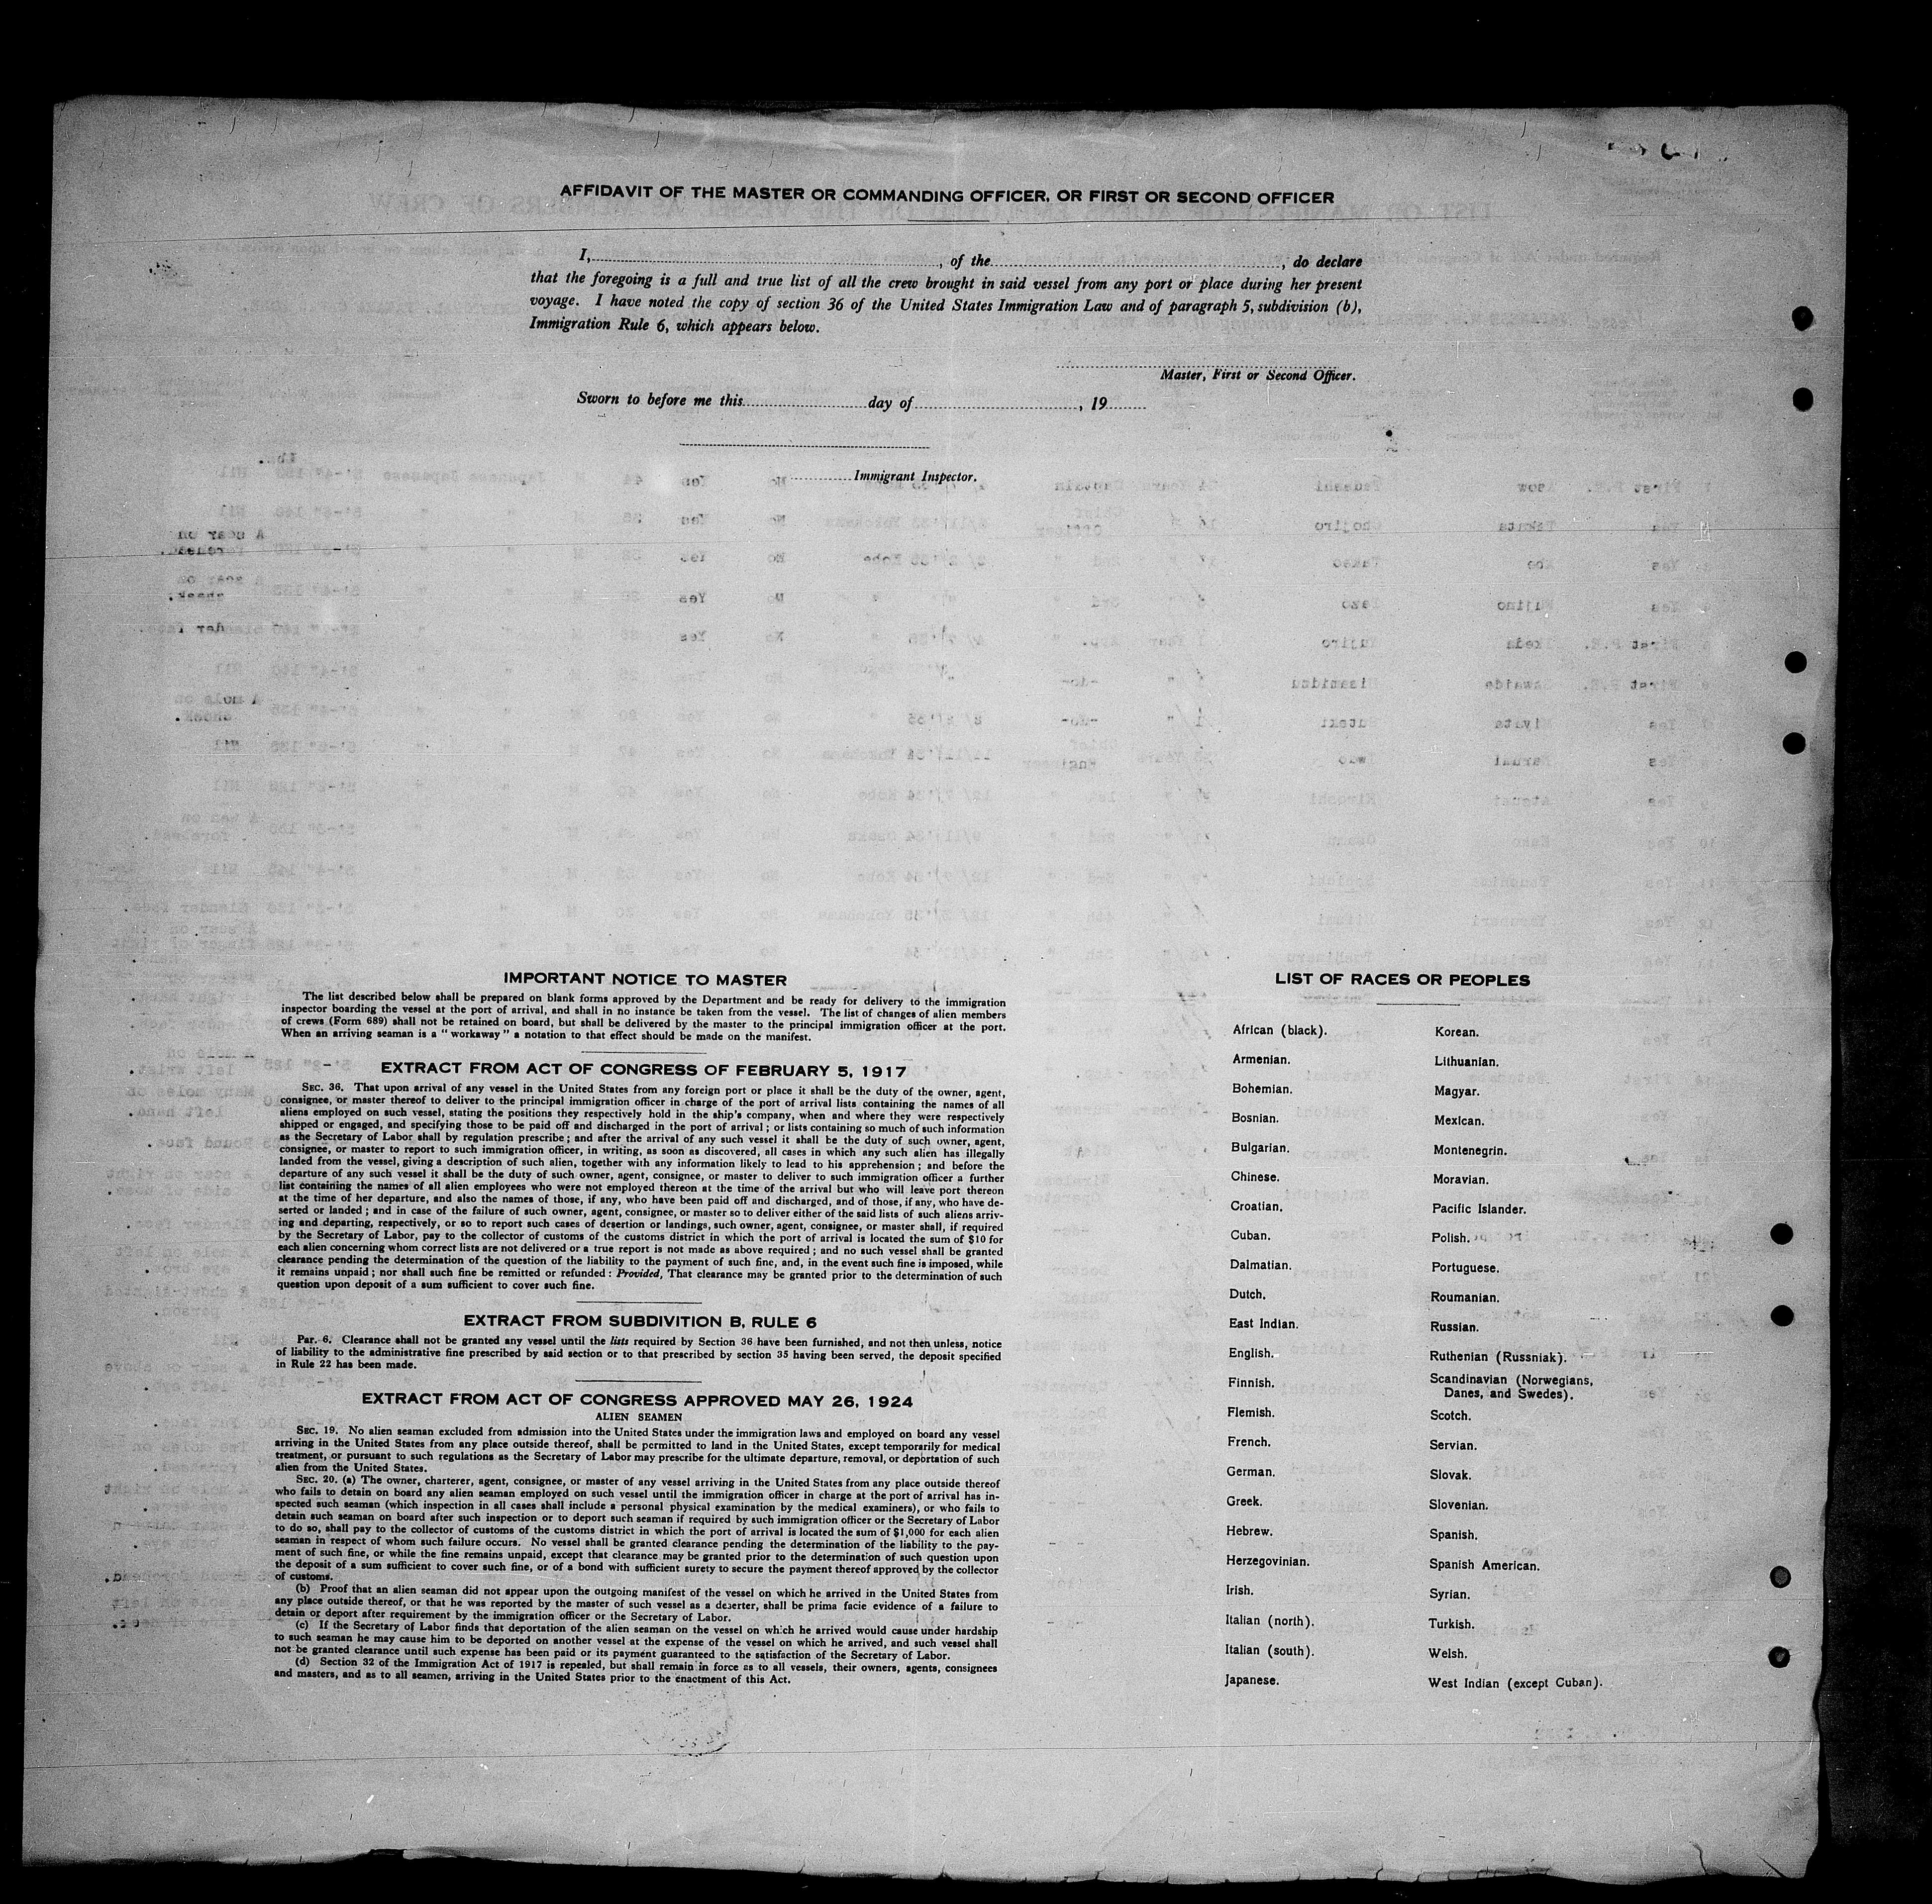 AFFIDAVIT OF THE MASTER OR COMMANDING OFFICER, OR FIRST OR SECOND OFFICER
I,
, of the
, do declare
that the foregoing is a full and true list of all the crew brought in said vessel from any port or place during her present
voyage. I have noted the copy of section 36 of the United States Immigration Law and of paragraph 5, subdivision (b),
Immigration Rule 6, which appears below.
Master, First or Second Officer.
Sworn to before me this
day of
, 19
Immigrant Inspector.
IMPORTANT NOTICE TO MASTER
The list described below shall be prepared on blank forms approved by the Department and be ready for delivery to the immigration
inspector boarding the vessel at the port of arrival, and shall in no instance be taken from the vessel. The list of changes of alien members
of crews (Form 689) shall not be retained on board, but shall be delivered by the master to the principal immigration officer at the port.
When an arriving seaman is a "workaway" a notation to that effect should be made on the manifest.
EXTRACT FROM ACT OF CONGRESS OF FEBRUARY 5, 1917
SEC. 36. That upon arrival of any vessel in the United States from any foreign port or place it shall be the duty of the owner, agent,
consignee, or master thereof to deliver to the principal immigration officer in charge of the port of arrival lists containing the names of all
aliens employed on such vessel, stating the positions they respectively hold in the ship's company, when and where they were respectively
shipped or engaged, and specifying those to be paid off and discharged in the port of arrival; or lists containing so much of such information
as the Secretary of Labor shall by regulation prescribe; and after the arrival of any such vessel it shall be the duty of such owner, agent,
consignee, or master to report to such immigration officer, in writing, as soon as discovered, all cases in which any such alien has illegally
landed from the vessel, giving a description of such alien, together with any information likely to lead to his apprehension; and before the
departure of any such vessel it shall be the duty of such owner, agent, consignee, or master to deliver to such immigration officer a further
list containing the names of all alien employees who were not employed thereon at the time of the arrival but who will leave port thereon
at the time of her departure, and also the names of those, if any, who have been paid off and discharged, and of those, if any, who have de-
serted or landed; and in case of the failure of such owner, agent, consignee, or master so to deliver either of the said lists of such aliens arriv-
ing and departing, respectively, or so to report such cases of desertion or landings, such owner, agent, consignee, or master shall, if required
by the Secretary of Labor, pay to the collector of customs of the customs district in which the port of arrival is located the sum of $10 for
each alien concerning whom correct lists are not delivered or a true report is not made as above required; and no such vessel shall be granted
clearance pending the determination of the question of the liability to the payment of such fine, and, in the event such fine is imposed, while
it remains unpaid; nor shall such fine be remitted or refunded: Provided, That clearance may be granted prior to the determination of such
question upon deposit of a sum sufficient to cover such fine.
EXTRACT FROM SUBDIVISION B, RULE 6
Par. 6. Clearance shall not be granted any vessel until the lists required by Section 36 have been furnished, and not then unless, notice
of liability to the administrative fine prescribed by said section or to that prescribed by section 35 having been served, the deposit specified
in Rule 22 has been made.
EXTRACT FROM ACT OF CONGRESS APPROVED MAY 26, 1924
ALIEN SEAMEN
SEC. 19. No alien seaman excluded from admission into the United States under the immigration laws and employed on board any vessel
arriving in the United States from any place outside thereof, shall be permitted to land in the United States, except temporarily for medical
treatment, or pursuant to such regulations as the Secretary of Labor may prescribe for the ultimate departure, removal, or deportation of such
alien from the United States.
SEC. 20. (a) The owner, charterer, agent, consignee, or master of any vessel arriving in the United States from any place outside thereof
who fails to detain on board any alien seaman employed on such vessel until the immigration officer in charge at the port of arrival has in-
spected such seaman (which inspection in all cases shall include a personal physical examination by the medical examiners), or who fails to
detain such seaman on board after such inspection or to deport such seaman if required by such immigration officer or the Secretary of Labor
to do so, shall pay to the collector of customs of the customs district in which the port of arrival is located the sum of $1,000 for each alien
seaman in respect of whom such failure occurs. No vessel shall be granted clearance pending the determination of the liability to the pay-
ment of such fine, or while the fine remains unpaid, except that clearance may be granted prior to the determination of such question upon
the deposit of a sum sufficient to cover such fine, or of a bond with sufficient surety to secure the payment thereof approved by the collector
of customs.
(b) Proof that an alien seaman did not appear upon the outgoing manifest of the vessel on which he arrived in the United States from
any place outside thereof, or that he was reported by the master of such vessel as a deserter, shall be prima facie evidence of a failure to
detain or deport after requirement by the immigration officer or the Secretary of Labor.
(c) If the Secretary of Labor finds that deportation of the alien seaman on the vessel on which he arrived would cause under hardship
to such seaman he may cause him to be deported on another vessel at the expense of the vessel on which he arrived, and such vessel shall
not be granted clearance until such expense has been paid or its payment guaranteed to the satisfaction of the Secretary of Labor.
(d) Section 32 of the Immigration Act of 1917 is repealed, but shall remain in force as to all vessels, their owners, agents, consignees
and masters, and as to all seamen, arriving in the United States prior to the enactment of this Act.
LIST OF RACES OR PEOPLES
African (black).
Armenian.
Bohemian.
Bosnian.
Bulgarian.
Chinese.
Croatian.
Cuban.
Dalmatian.
Dutch.
East Indian.
English.
Finnish.
Flemish.
French.
German.
Greek.
Hebrew.
Herzegovinian.
Irish.
Italian (north).
Italian (south).
Japanese.
Korean.
Lithuanian.
Magyar.
Mexican.
Montenegrin.
Moravian.
Pacific Islander.
Polish.
Portuguese.
Roumanian.
Russian.
Ruthenian (Russniak).
Scandinavian (Norwegians,
Danes, and Swedes).
Scotch.
Servian.
Slovak.
Slovenian.
Spanish.
Spanish American.
Syrian.
Turkish.
Welsh.
West Indian (except Cuban).